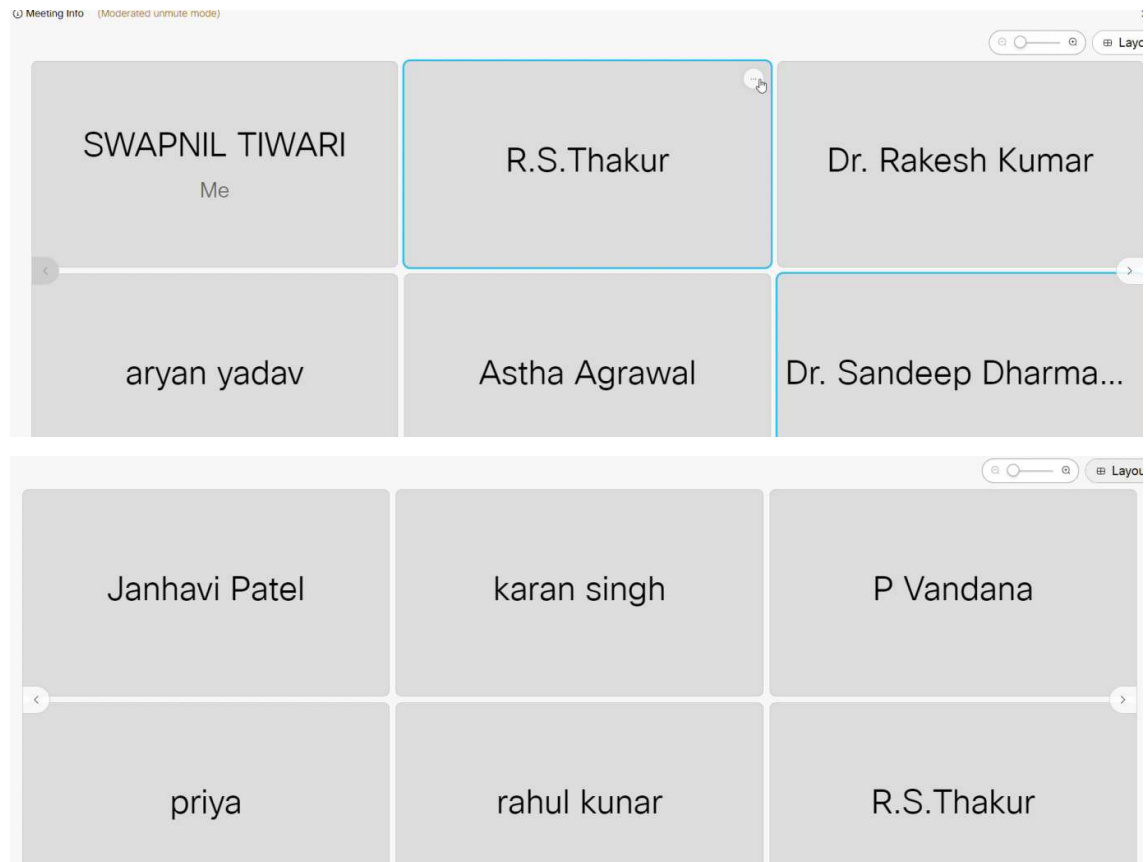 Meeting Info (Moderated unmute mode)
Layo
SWAPNIL TIWARI
Me
R.S.Thakur
Dr. Rakesh Kumar
aryan yadav
Astha Agrawal
Dr. Sandeep Dharma...
Layou
Janhavi Patel
karan singh
P Vandana
priya
rahul kunar
R.S.Thakur